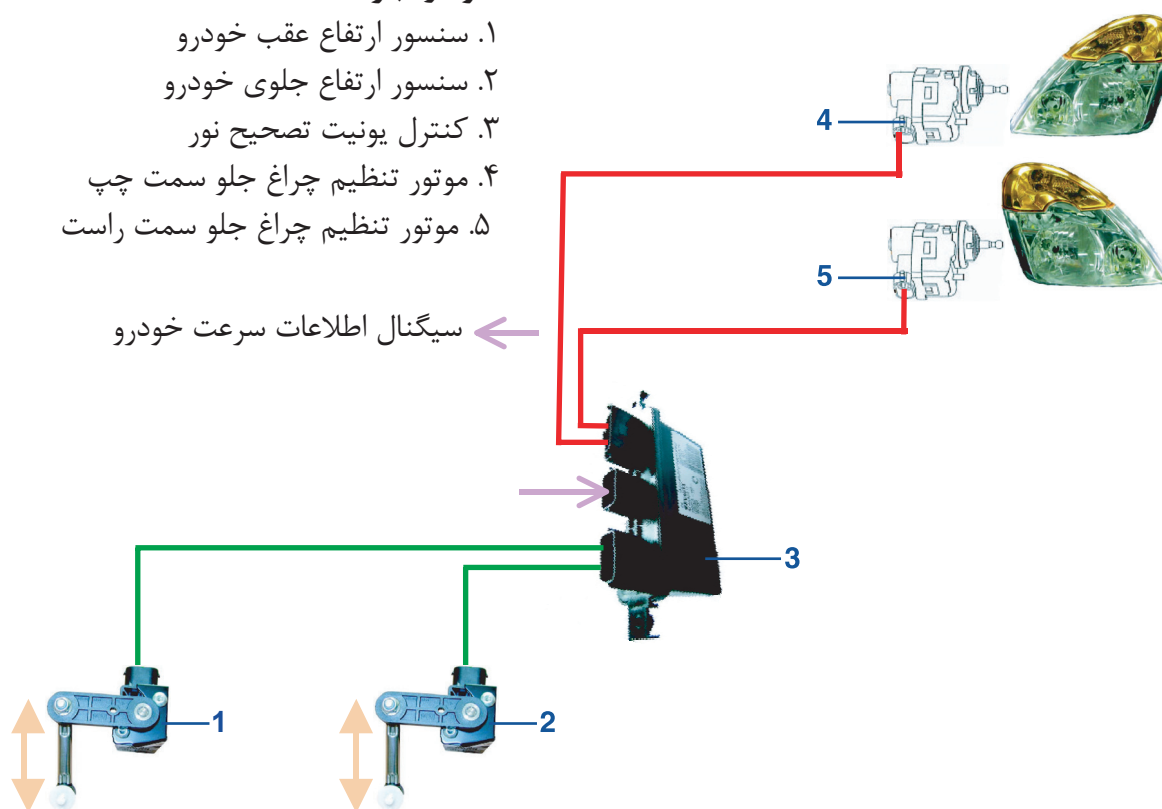 ۱. سنسور ارتفاع عقب خودرو
۲. سنسور ارتفاع جلوی خودرو
۳. کنترل یونیت تصحیح نور
۴. موتور تنظیم چراغ جلو سمت چپ
۵. موتور تنظیم چراغ جلو سمت راست
سیگنال اطلاعات سرعت خودرو
4
5
3
1
2